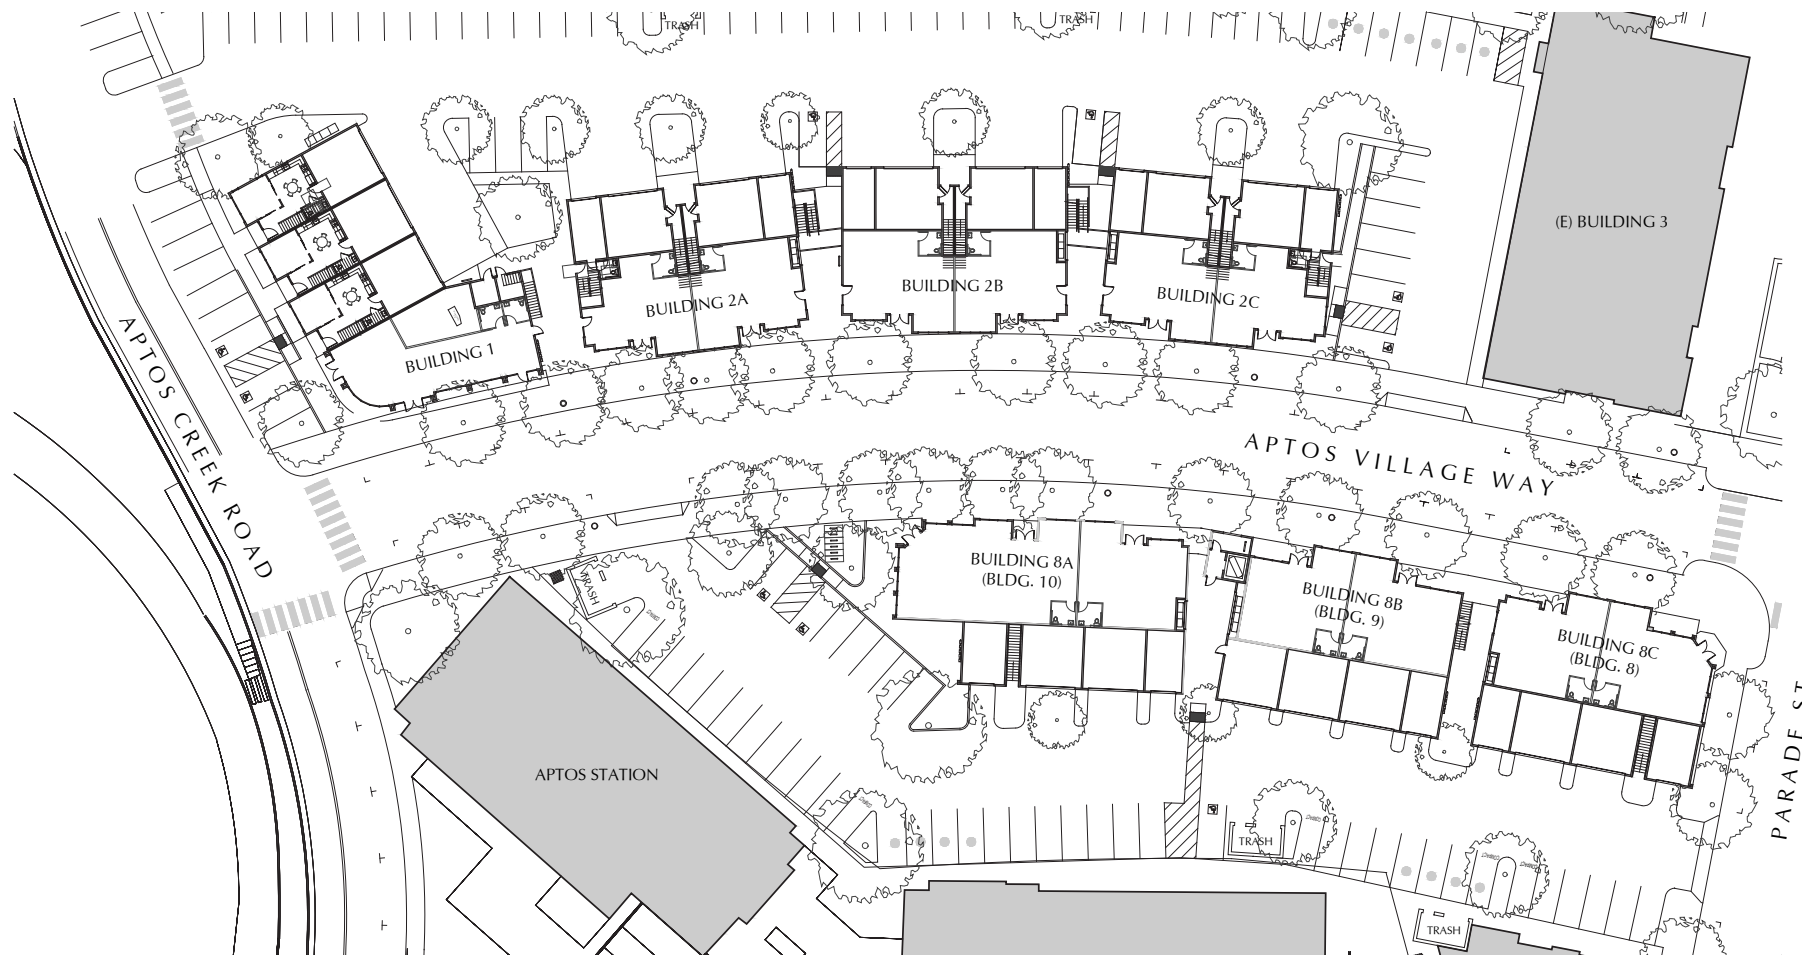 TRASH
TRASH
(E) BUILDING 3
BUILDING 2A
BUILDING 2B
BUILDING 2C
BUILDING 1
APTOS CREEK ROAD
APTOS VILLAGE WAY
TRASH
BUILDING 8A
(BLDG. 10)
BUILDING 8B
(BLDG. 9)
BUILDING 8C
(BLDG. 8)
APTOS STATION
PARADE ST
TRASH
TRASH